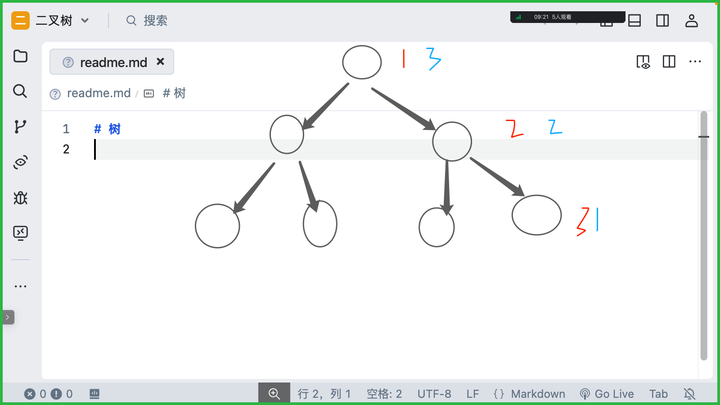 二 二叉树 搜索
09:21 5人观看
readme.md
readme.md / # 树
1 # 树
2
1 3
2 2
3 1
0 0 行 2，列 1 空格: 2 UTF-8 LF {} Markdown Go Live Tab